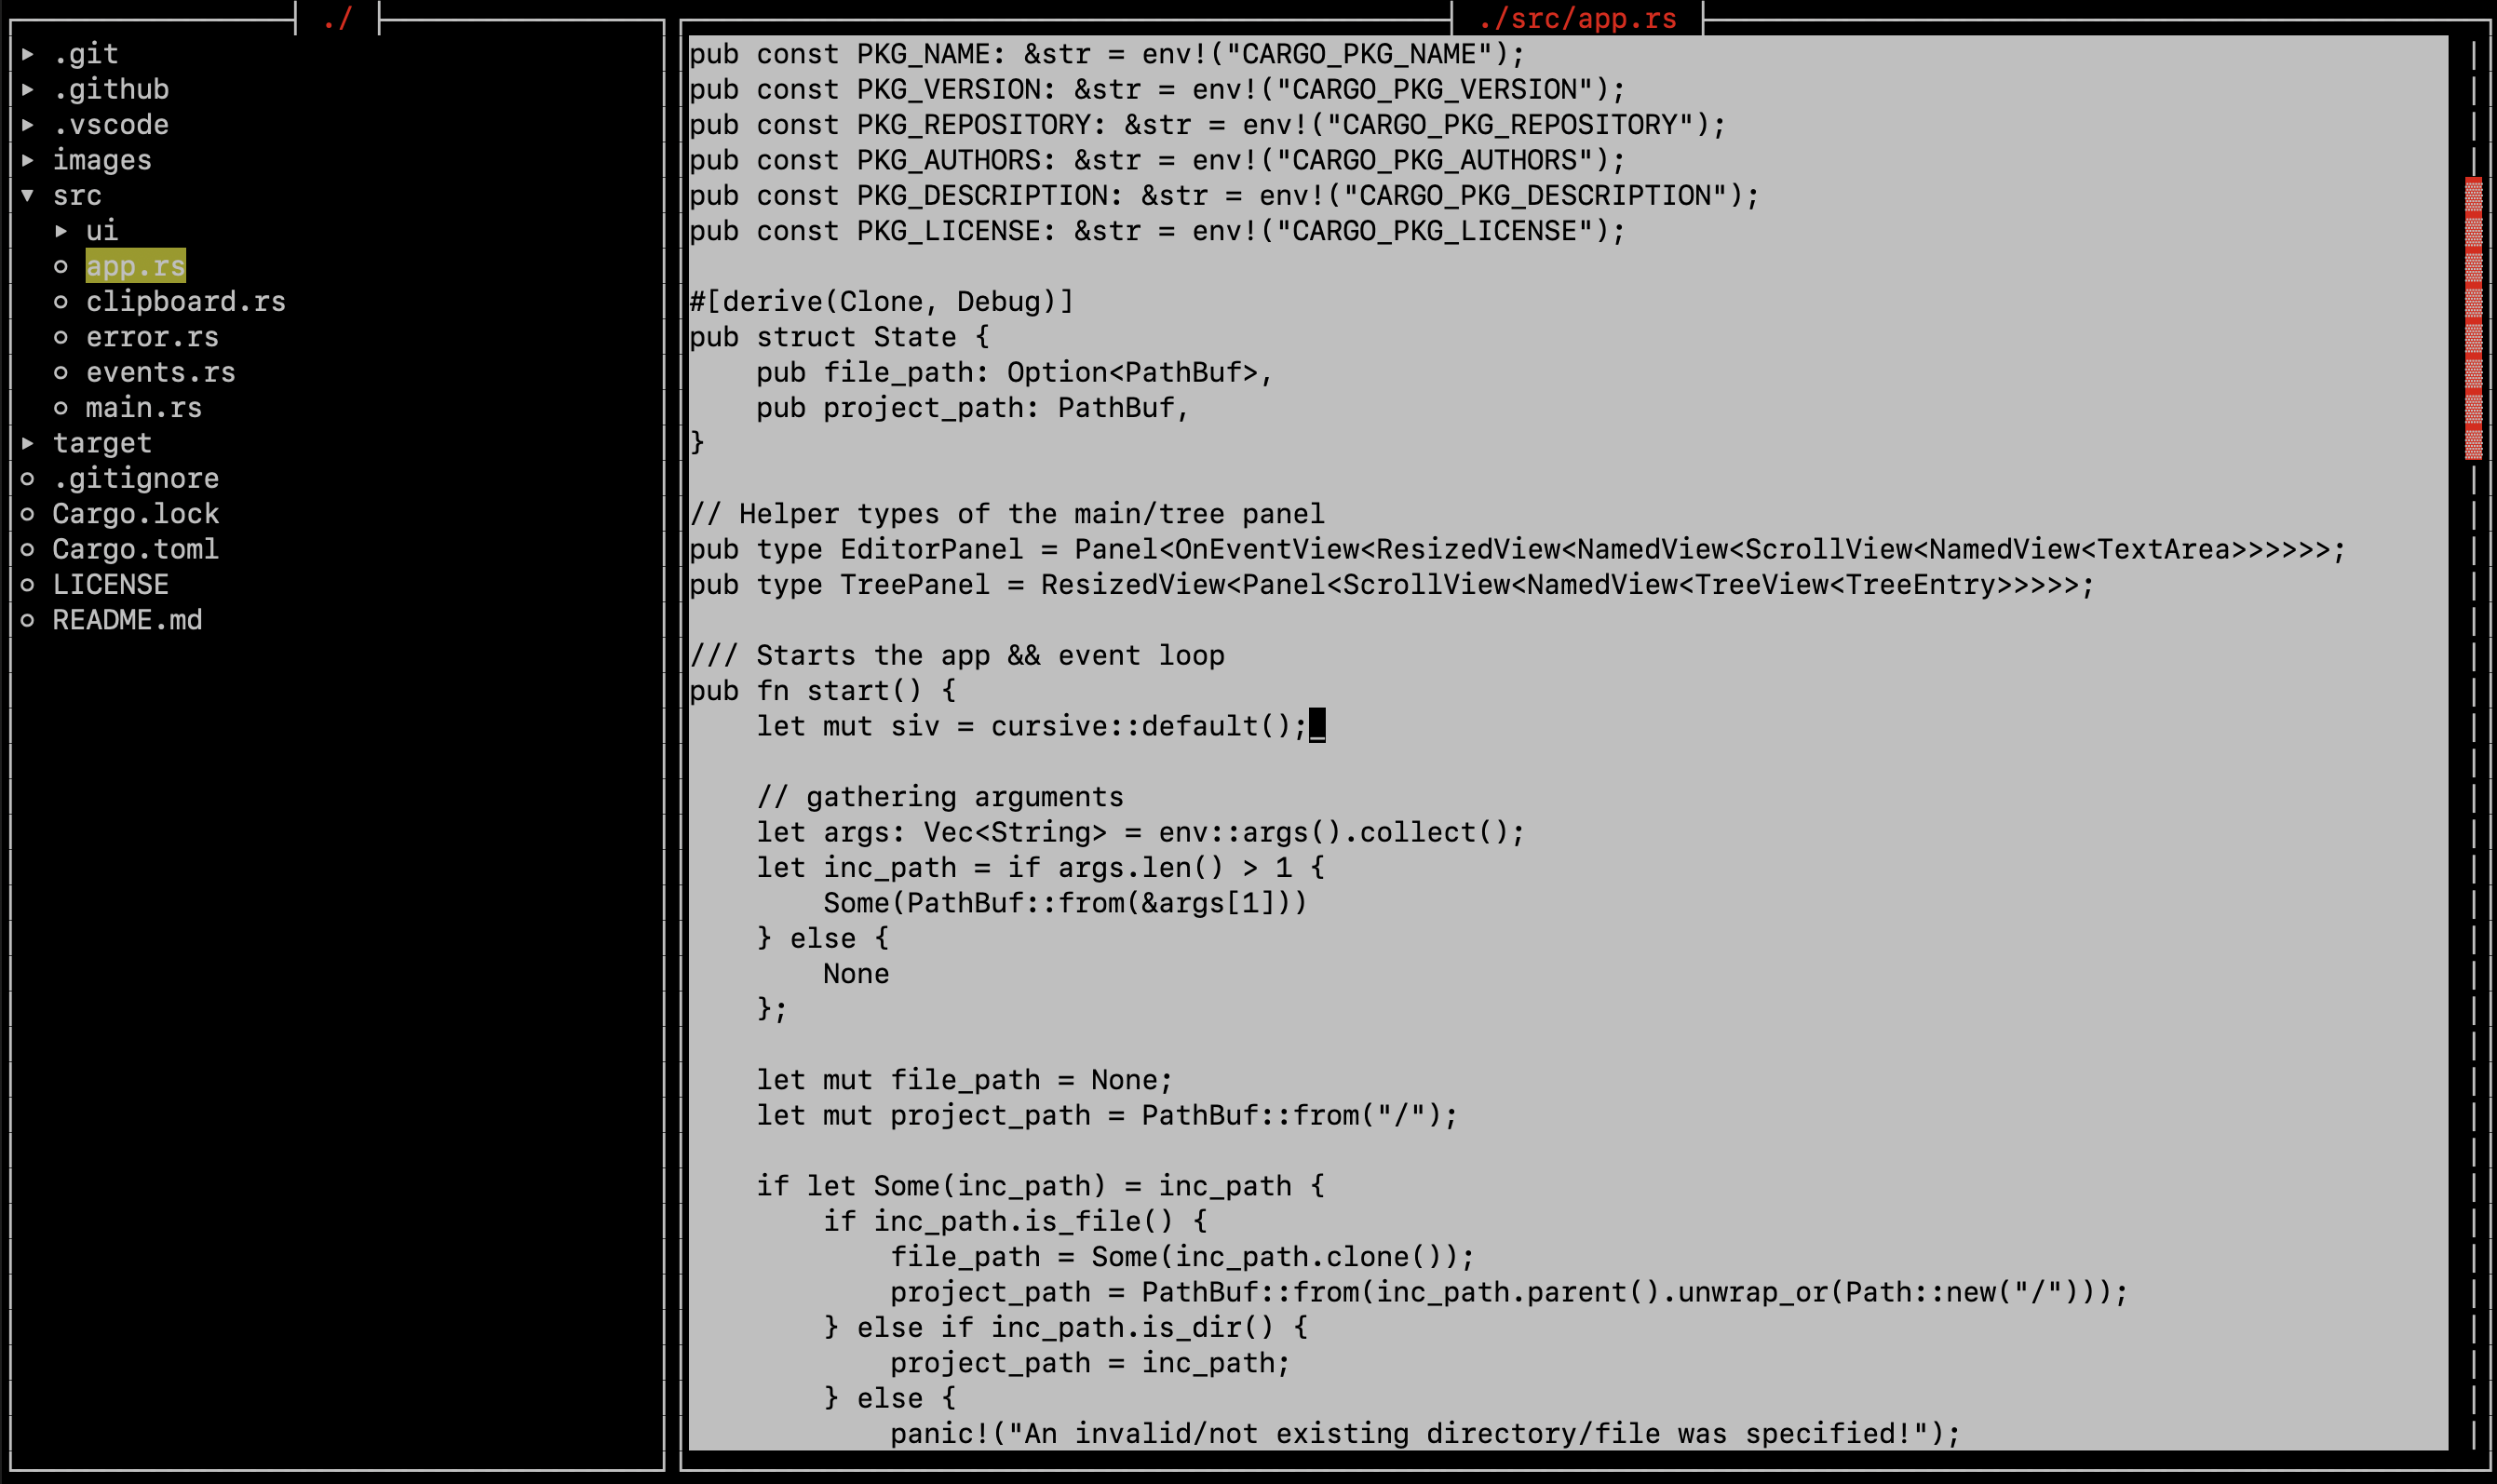 ./
.git
.github
.vscode
images
src
ui
app.rs
clipboard.rs
error.rs
events.rs
main.rs
target
.gitignore
Cargo.lock
Cargo.toml
LICENSE
README.md
./src/app.rs
pub const PKG_NAME: &str = env!("CARGO_PKG_NAME");
pub const PKG_VERSION: &str = env!("CARGO_PKG_VERSION");
pub const PKG_REPOSITORY: &str = env!("CARGO_PKG_REPOSITORY");
pub const PKG_AUTHORS: &str = env!("CARGO_PKG_AUTHORS");
pub const PKG_DESCRIPTION: &str = env!("CARGO_PKG_DESCRIPTION");
pub const PKG_LICENSE: &str = env!("CARGO_PKG_LICENSE");

#[derive(Clone, Debug)]
pub struct State {
    pub file_path: Option<PathBuf>,
    pub project_path: PathBuf,
}

// Helper types of the main/tree panel
pub type EditorPanel = Panel<OnEventView<ResizedView<NamedView<ScrollView<NamedView<TextArea>>>>>>;
pub type TreePanel = ResizedView<Panel<ScrollView<NamedView<TreeView<TreeEntry>>>>>;

/// Starts the app && event loop
pub fn start() {
    let mut siv = cursive::default();

    // gathering arguments
    let args: Vec<String> = env::args().collect();
    let inc_path = if args.len() > 1 {
        Some(PathBuf::from(&args[1]))
    } else {
        None
    };

    let mut file_path = None;
    let mut project_path = PathBuf::from("/");

    if let Some(inc_path) = inc_path {
        if inc_path.is_file() {
            file_path = Some(inc_path.clone());
            project_path = PathBuf::from(inc_path.parent().unwrap_or(Path::new("/")));
        } else if inc_path.is_dir() {
            project_path = inc_path;
        } else {
            panic!("An invalid/not existing directory/file was specified!");